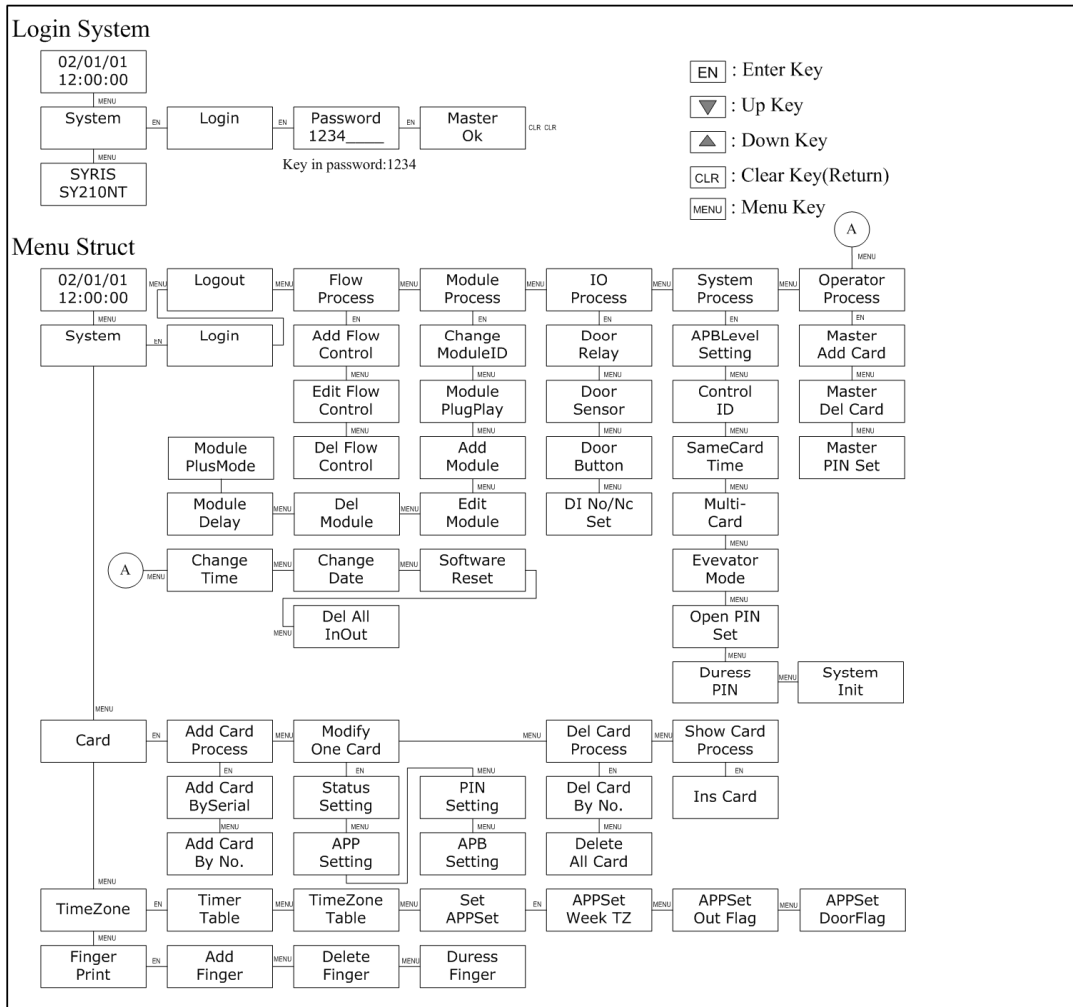 Login System
02/01/01
12:00:00
MENU
System
EN
Login
EN
Password
1234____
EN
Master
Ok
CLR CLR
MENU
SYRIS
SY210NT
Key in password:1234
EN : Enter Key
: Up Key
: Down Key
CLR : Clear Key(Return)
MENU : Menu Key
Menu Struct
A
MENU
02/01/01
12:00:00
MENU
Logout
MENU
Flow
Process
MENU
Module
Process
MENU
IO
Process
MENU
System
Process
MENU
Operator
Process
MENU
EN
EN
EN
EN
EN
System
EN
Login
Add Flow
Control
Change
ModuleID
Door
Relay
APBLevel
Setting
Master
Add Card
MENU
MENU
MENU
MENU
MENU
Edit Flow
Control
Module
PlugPlay
Door
Sensor
Control
ID
Master
Del Card
MENU
MENU
MENU
MENU
MENU
Module
PlusMode
Del Flow
Control
Add
Module
Door
Button
SameCard
Time
Master
PIN Set
MENU
MENU
MENU
Module
Delay
MENU
Del
Module
MENU
Edit
Module
DI No/Nc
Set
Multi-
Card
MENU
A
MENU
Change
Time
MENU
Change
Date
MENU
Software
Reset
Evevator
Mode
MENU
MENU
Del All
InOut
Open PIN
Set
MENU
Duress
PIN
MENU
System
Init
MENU
Card
EN
Add Card
Process
MENU
Modify
One Card
MENU
Del Card
Process
MENU
Show Card
Process
EN
EN
MENU
EN
EN
Add Card
BySerial
Status
Setting
PIN
Setting
Del Card
By No.
Ins Card
MENU
MENU
MENU
MENU
Add Card
By No.
APP
Setting
APB
Setting
Delete
All Card
MENU
TimeZone
EN
Timer
Table
MENU
TimeZone
Table
MENU
Set
APPSet
EN
APPSet
Week TZ
MENU
APPSet
Out Flag
MENU
APPSet
DoorFlag
MENU
Finger
Print
EN
Add
Finger
MENU
Delete
Finger
MENU
Duress
Finger